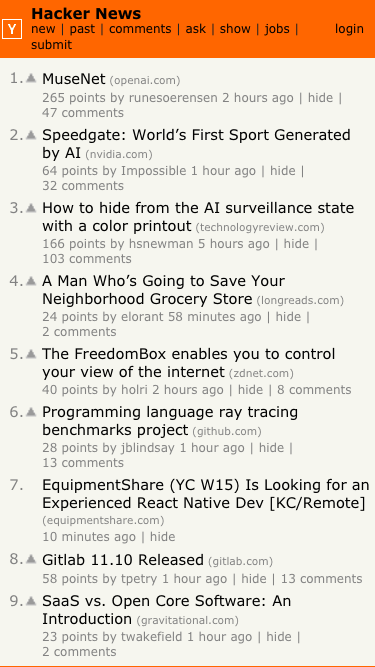 Y
Hacker News
new | past | comments | ask | show | jobs |
submit
login
1. MuseNet (openai.com)
265 points by runesoerensen 2 hours ago | hide |
47 comments
2. Speedgate: World’s First Sport Generated
by AI (nvidia.com)
64 points by Impossible 1 hour ago | hide |
32 comments
3. How to hide from the AI surveillance state
with a color printout (technologyreview.com)
166 points by hsnewman 5 hours ago | hide |
103 comments
4. A Man Who’s Going to Save Your
Neighborhood Grocery Store (longreads.com)
24 points by elorant 58 minutes ago | hide |
2 comments
5. The FreedomBox enables you to control
your view of the internet (zdnet.com)
40 points by holri 2 hours ago | hide | 8 comments
6. Programming language ray tracing
benchmarks project (github.com)
28 points by jblindsay 1 hour ago | hide |
13 comments
7. EquipmentShare (YC W15) Is Looking for an
Experienced React Native Dev [KC/Remote]
(equipmentshare.com)
10 minutes ago | hide
8. Gitlab 11.10 Released (gitlab.com)
58 points by tpetry 1 hour ago | hide | 13 comments
9. SaaS vs. Open Core Software: An
Introduction (gravitational.com)
23 points by twakefield 1 hour ago | hide |
2 comments